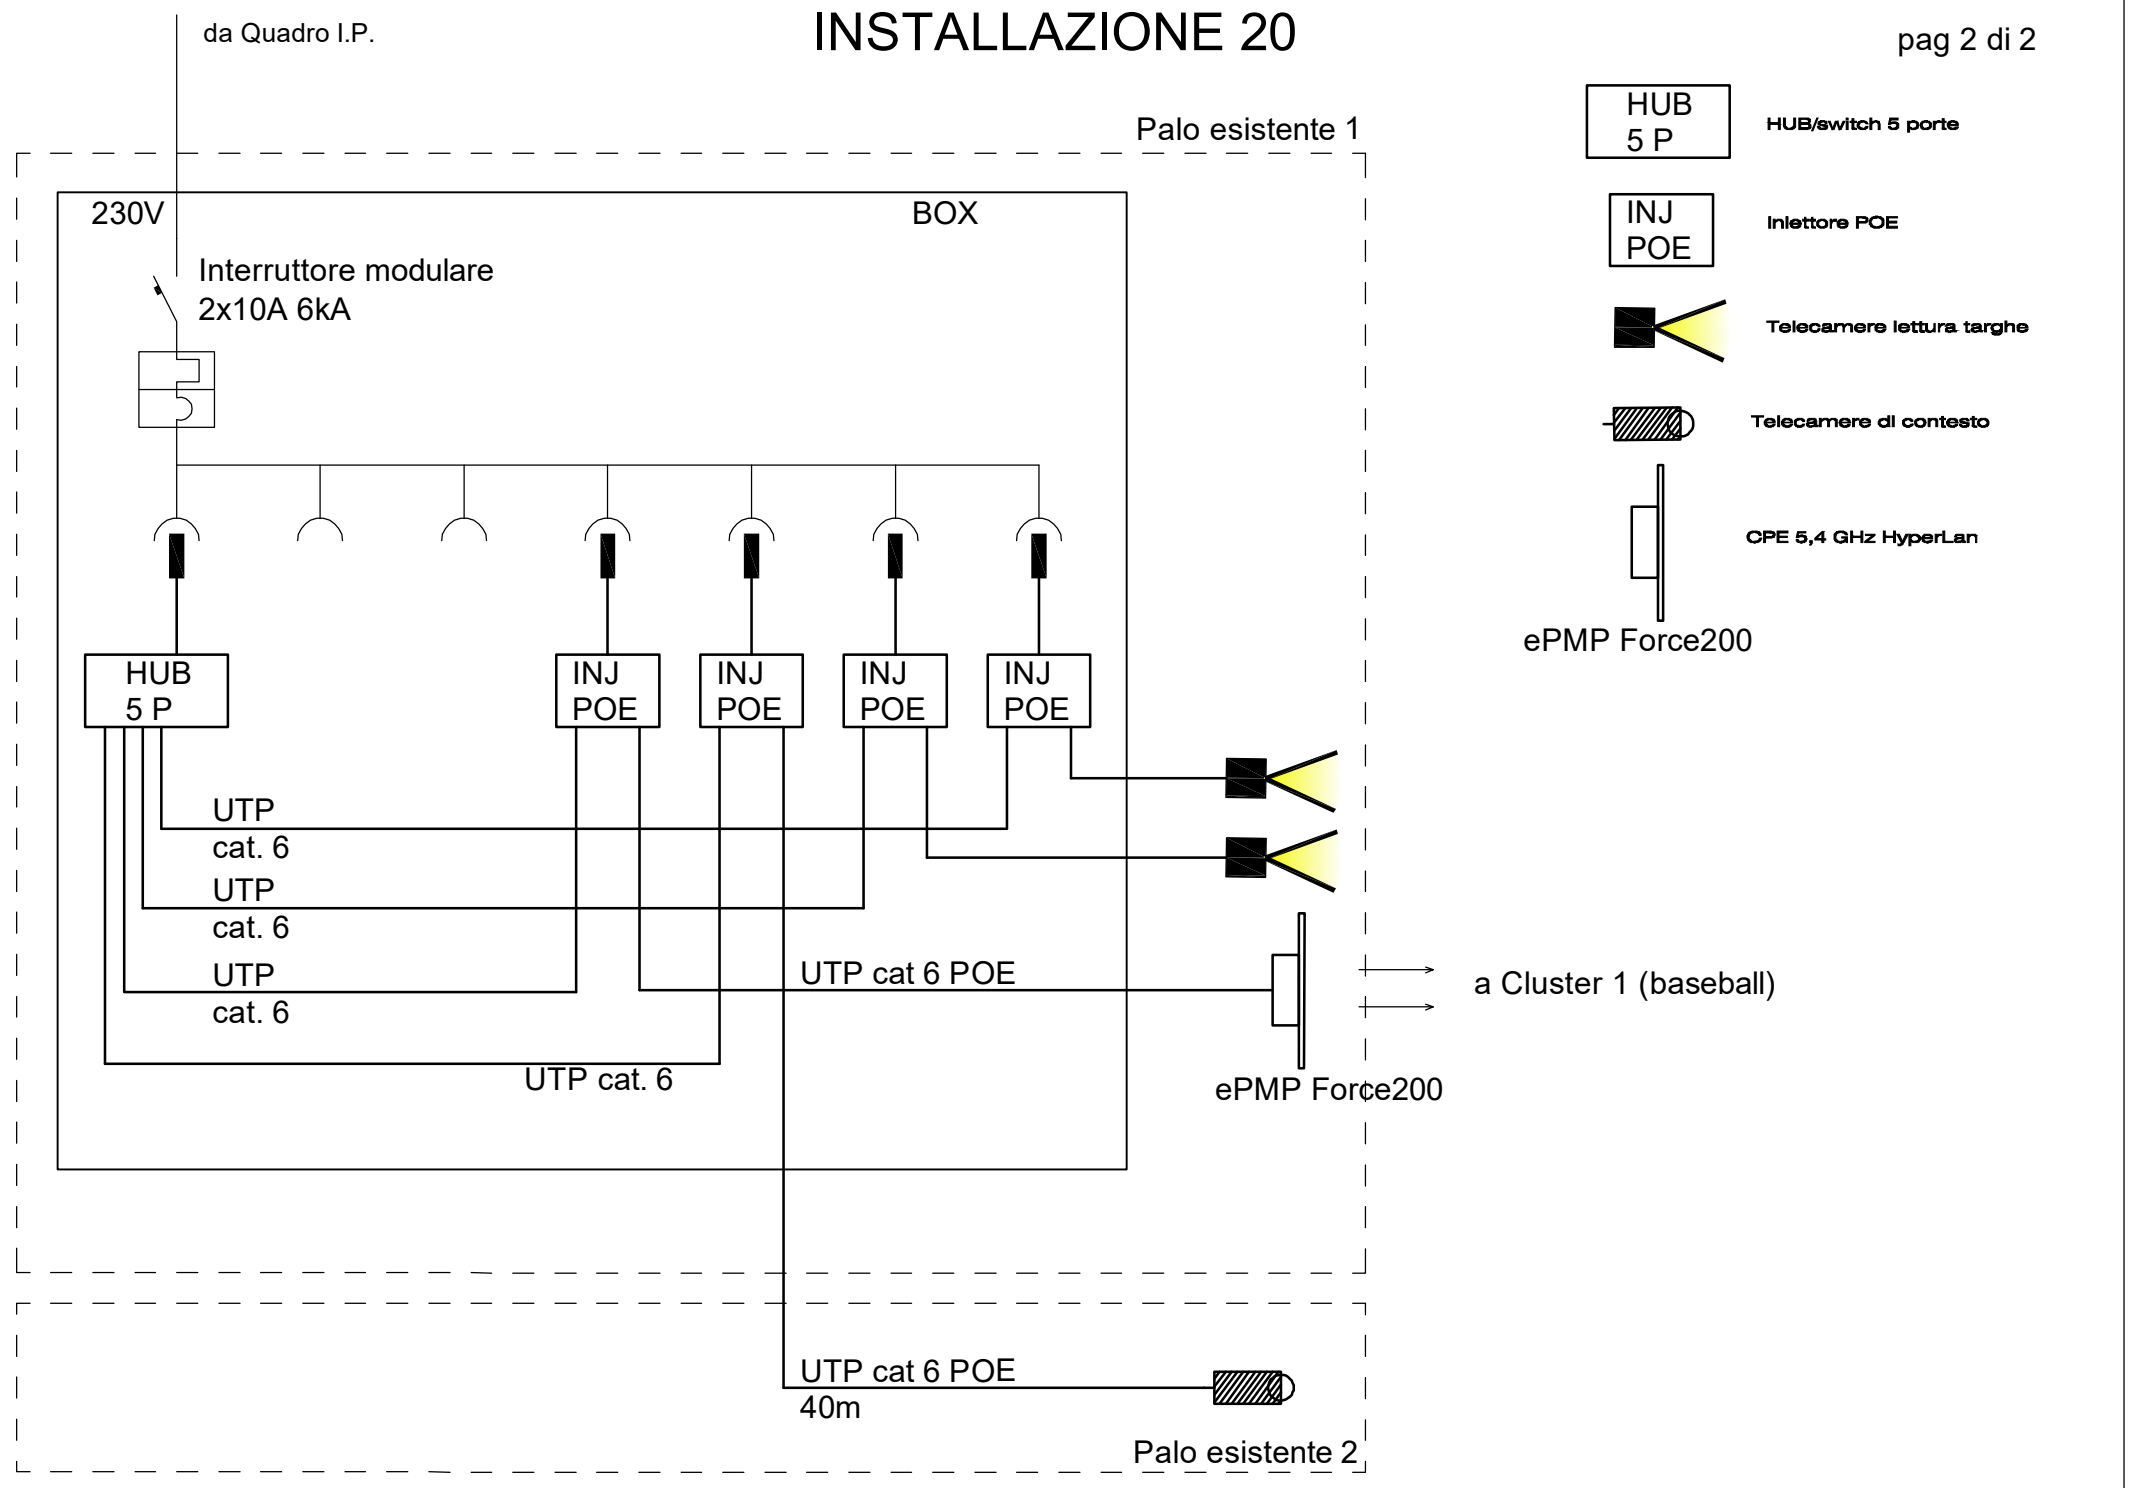 da Quadro I.P.
INSTALLAZIONE 20
pag 2 di 2
HUB
5 P
HUB/switch 5 porte
Palo esistente 1
INJ
POE
Iniettore POE
230V
BOX
Interruttore modulare
2x10A 6kA
Telecamere lettura targhe
Telecamere di contesto
CPE 5,4 GHz HyperLan
ePMP Force200
HUB
5 P
INJ
POE
INJ
POE
INJ
POE
INJ
POE
UTP
cat. 6
UTP
cat. 6
UTP
cat. 6
UTP cat 6 POE
a Cluster 1 (baseball)
UTP cat. 6
ePMP Force200
UTP cat 6 POE
40m
Palo esistente 2